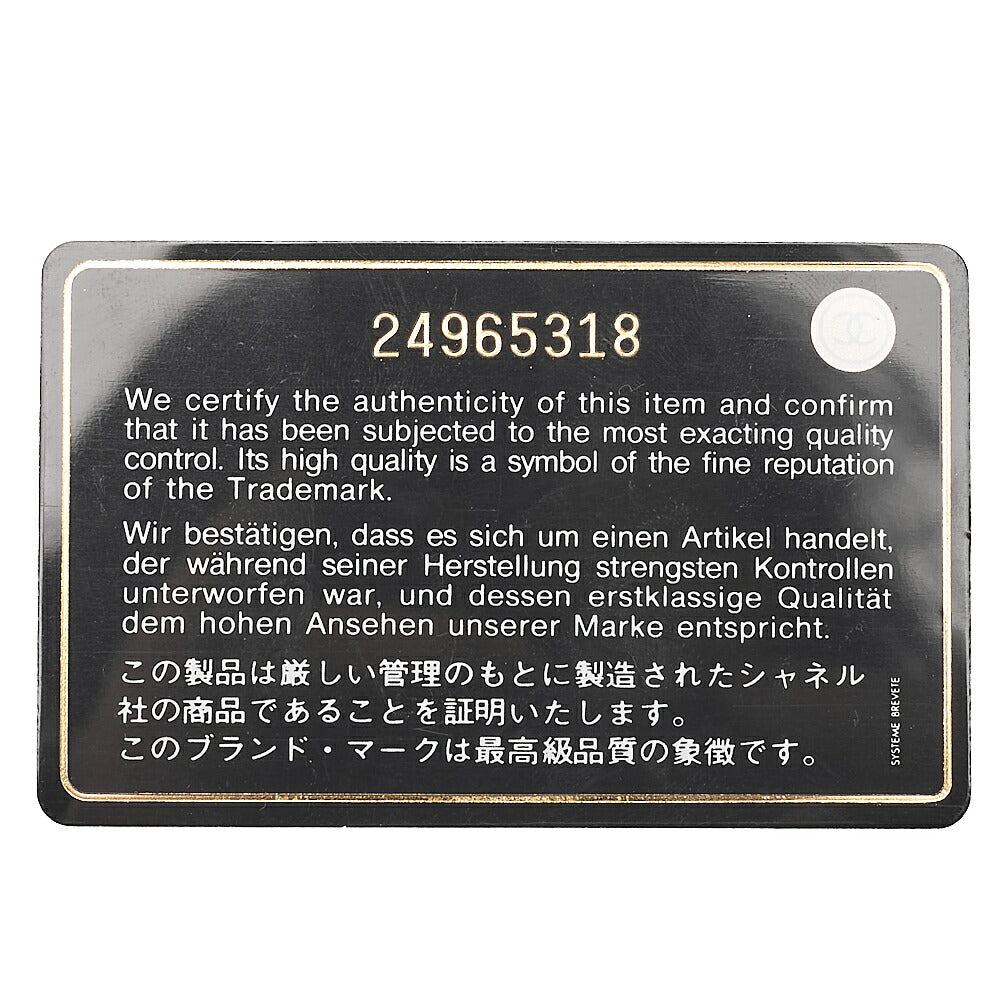 24965318
We certify the authenticity of this item and confirm
that it has been subjected to the most exacting quality
control. Its high quality is a symbol of the fine reputation
of the Trademark.
Wir bestätigen, dass es sich um einen Artikel handelt,
der während seiner Herstellung strengsten Kontrollen
unterworfen war, und dessen erstklassige Qualität
dem hohen Ansehen unserer Marke entspricht.
この製品は厳しい管理のもとに製造されたシャネル
社の商品であることを証明いたします。
このブランド・マークは最高級品質の象徴です。
SYSTEME BREVETE